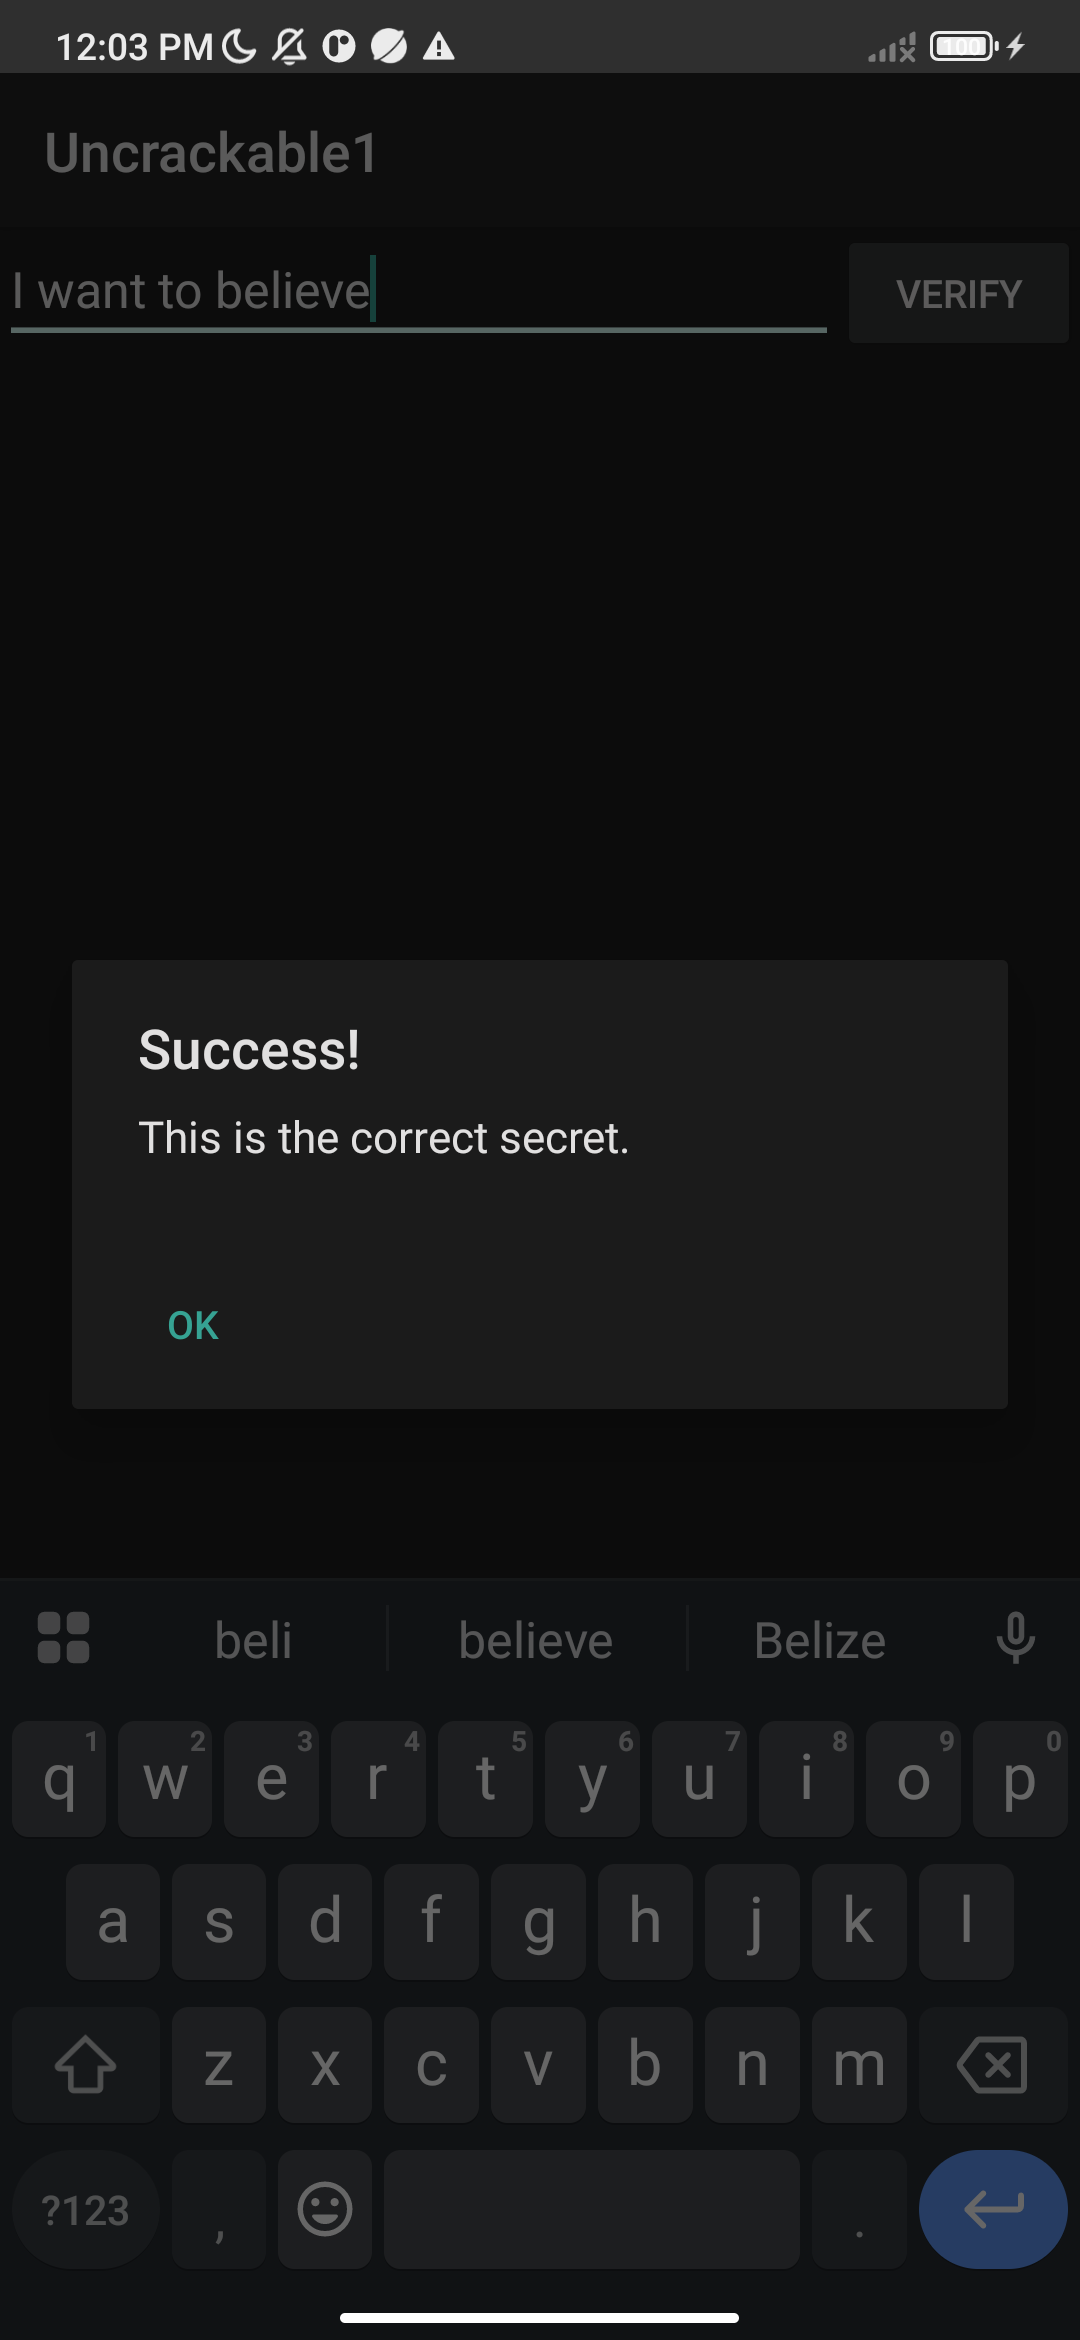 12:03 PM
100
Uncrackable1
I want to believe
VERIFY
Success!
This is the correct secret.
OK
beli believe Belize
1 2 3 4 5 6 7 8 9 0
q w e r t y u i o p
a s d f g h j k l
z x c v b n m
?123 , .